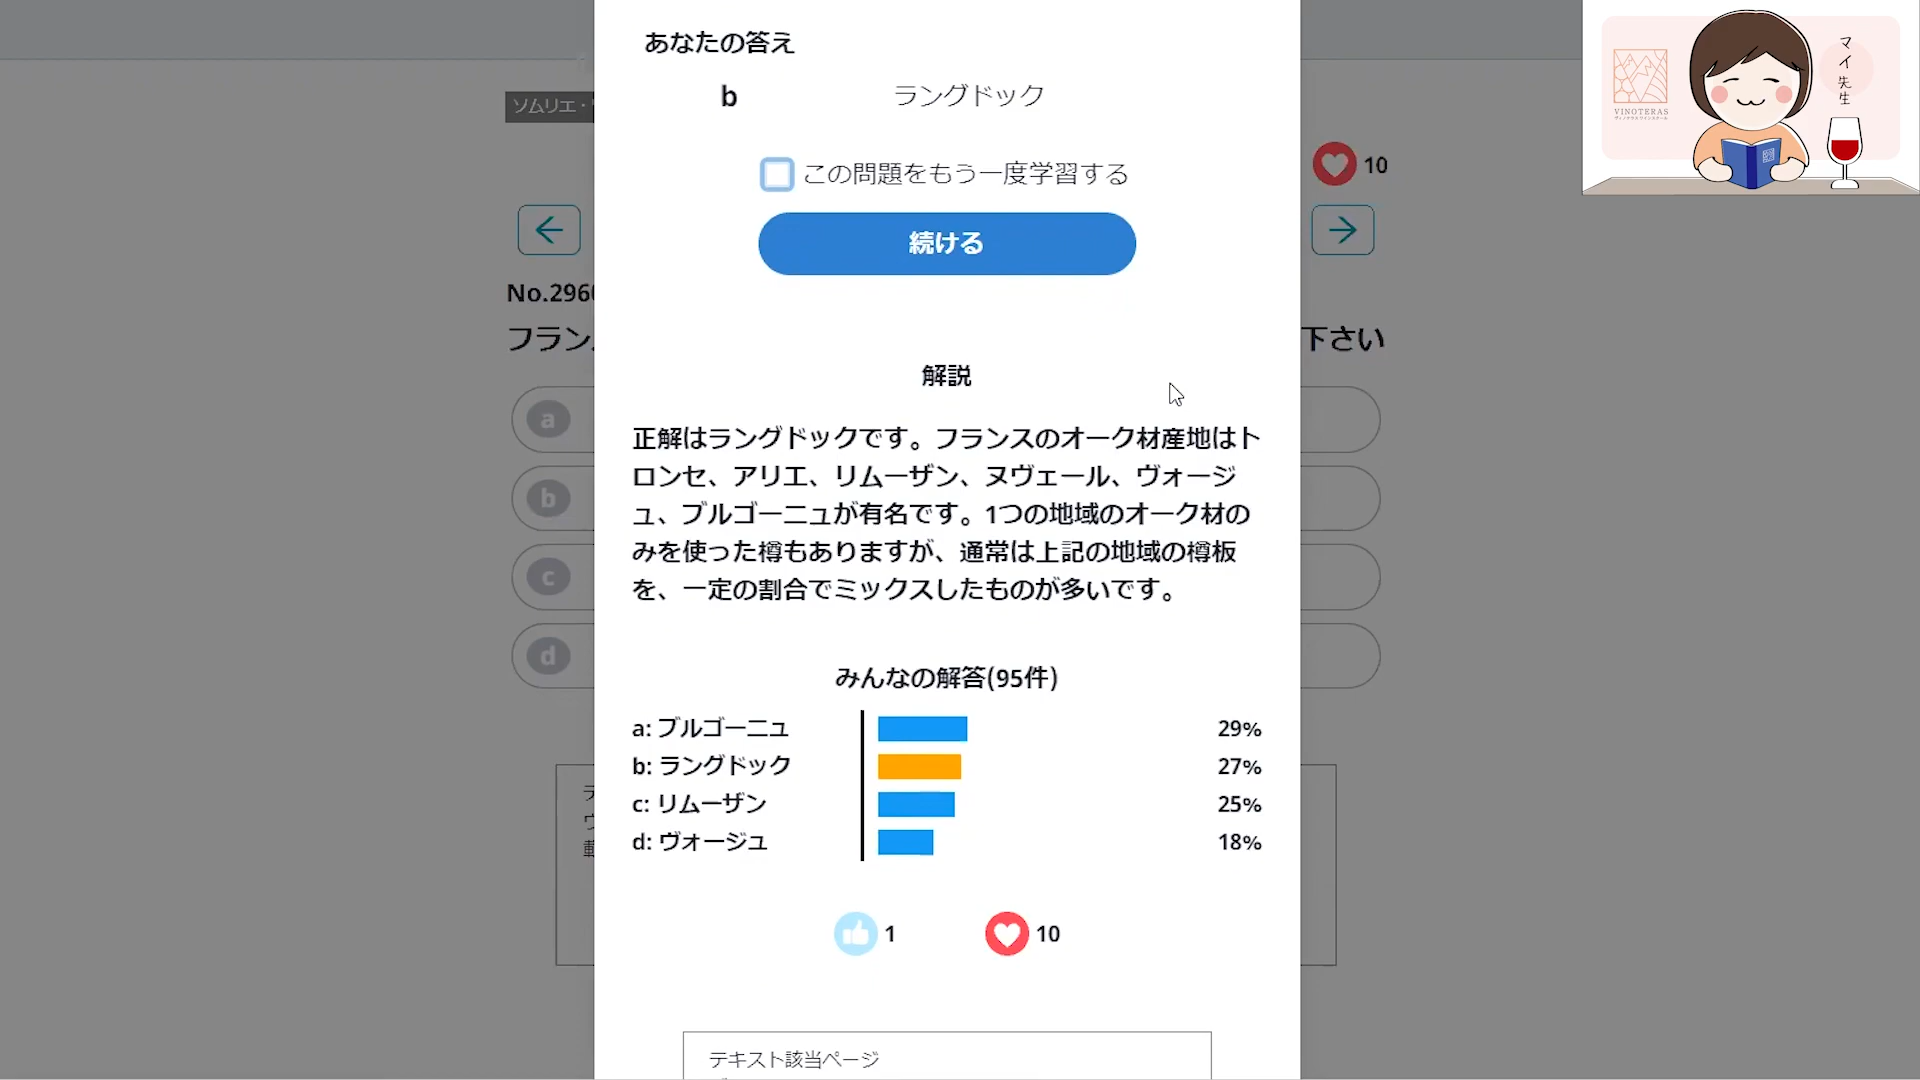 あなたの答え
b ラングドック
この問題をもう一度学習する
続ける
解説
正解はラングドックです。フランスのオーク材産地はト
ロンセ、アリエ、リムーザン、ヌヴェール、ヴォージ
ュ、ブルゴーニュが有名です。1つの地域のオーク材の
みを使った樽もありますが、通常は上記の地域の樽板
を、一定の割合でミックスしたものが多いです。
みんなの解答(95件)
a: ブルゴーニュ 29%
b: ラングドック 27%
c: リムーザン 25%
d: ヴォージュ 18%
1 10
テキスト該当ページ
ソムリエ・
10
No.296
フラン
下さい
a
b
c
d
マイ先生
VINOTERAS